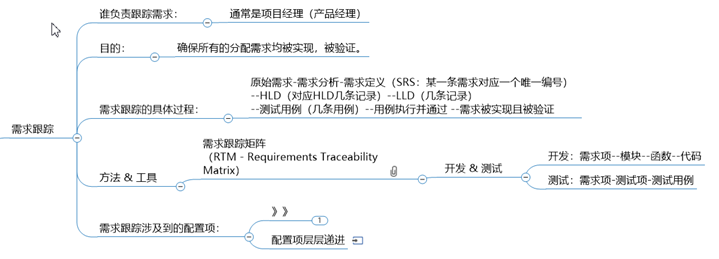 谁负责跟踪需求：
通常是项目经理（产品经理）
目的：
确保所有的分配需求均被实现，被验证。
需求跟踪
需求跟踪的具体过程：
原始需求-需求分析-需求定义（SRS：某一条需求对应一个唯一编号）
--HLD（对应HLD几条记录）--LLD（几条记录）
--测试用例（几条用例）--用例执行并通过 --需求被实现且被验证
方法 & 工具
需求跟踪矩阵
（RTM - Requirements Traceability
Matrix）
开发 & 测试
开发：需求项--模块--函数--代码
测试：需求项-测试项-测试用例
需求跟踪涉及到的配置项：
》》
1
配置项层层递进